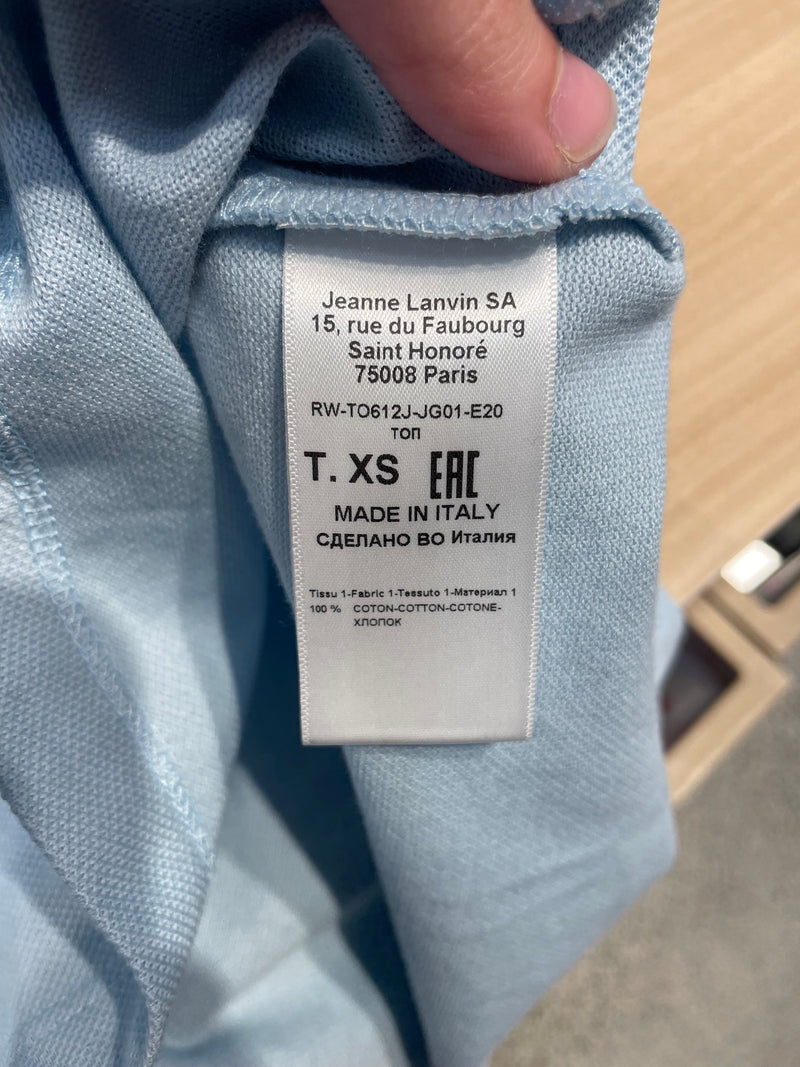 Jeanne Lanvin SA
15, rue du Faubourg
Saint Honoré
75008 Paris
RW-TO612J-JG01-E20
ТОП
T. XS EAC
MADE IN ITALY
СДЕЛАНО ВО Италия
Tissu 1-Fabric 1-Tessuto 1-Материал 1
100 % COTON-COTTON-COTONE-
ХЛОПОК